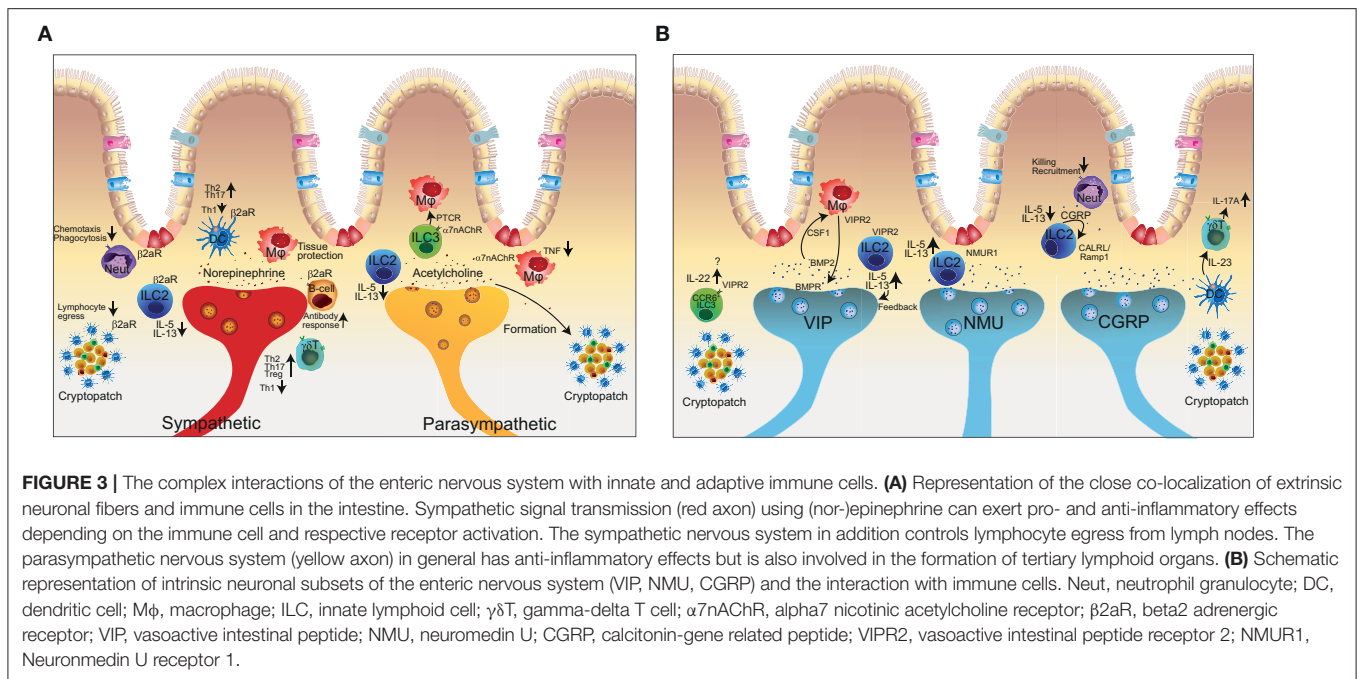 A
Th2
Th17
Th1
β2aR
DC
Chemotaxis
Phagocytosis
β2aR
Neut
Mφ
Tissue
protection
Norepinephrine
β2aR
ILC2
IL-5
IL-13
Lymphocyte
egress
β2aR
Cryptopatch
β2aR
B-cell
Antibody
response
γδT
Th2
Th17
Treg
Th1
Sympathetic
Mφ
PTCR
α7nAChR
ILC3
ILC2
IL-5
IL-13
Acetylcholine
α7nAChR
TNF
Mφ
Formation
Cryptopatch
Parasympathetic
B
?
IL-22
VIPR2
CCR6+
ILC3
Cryptopatch
Mφ
VIPR2
CSF1
BMP2
BMPR
VIP
VIPR2
ILC2
IL-5
IL-13
Feedback
IL-5
IL-13
ILC2
NMUR1
NMU
Killing
Recruitment
Neut
IL-5
IL-13
CGRP
ILC2
CALRL/
Ramp1
CGRP
IL-17A
γδT
IL-23
DC
Cryptopatch
FIGURE 3 | The complex interactions of the enteric nervous system with innate and adaptive immune cells. (A) Representation of the close co-localization of extrinsic
neuronal fibers and immune cells in the intestine. Sympathetic signal transmission (red axon) using (nor-)epinephrine can exert pro- and anti-inflammatory effects
depending on the immune cell and respective receptor activation. The sympathetic nervous system in addition controls lymphocyte egress from lymph nodes. The
parasympathetic nervous system (yellow axon) in general has anti-inflammatory effects but is also involved in the formation of tertiary lymphoid organs. (B) Schematic
representation of intrinsic neuronal subsets of the enteric nervous system (VIP, NMU, CGRP) and the interaction with immune cells. Neut, neutrophil granulocyte; DC,
dendritic cell; Mϕ, macrophage; ILC, innate lymphoid cell; γδT, gamma-delta T cell; α7nAChR, alpha7 nicotinic acetylcholine receptor; β2aR, beta2 adrenergic
receptor; VIP, vasoactive intestinal peptide; NMU, neuromedin U; CGRP, calcitonin-gene related peptide; VIPR2, vasoactive intestinal peptide receptor 2; NMUR1,
Neuronmedin U receptor 1.